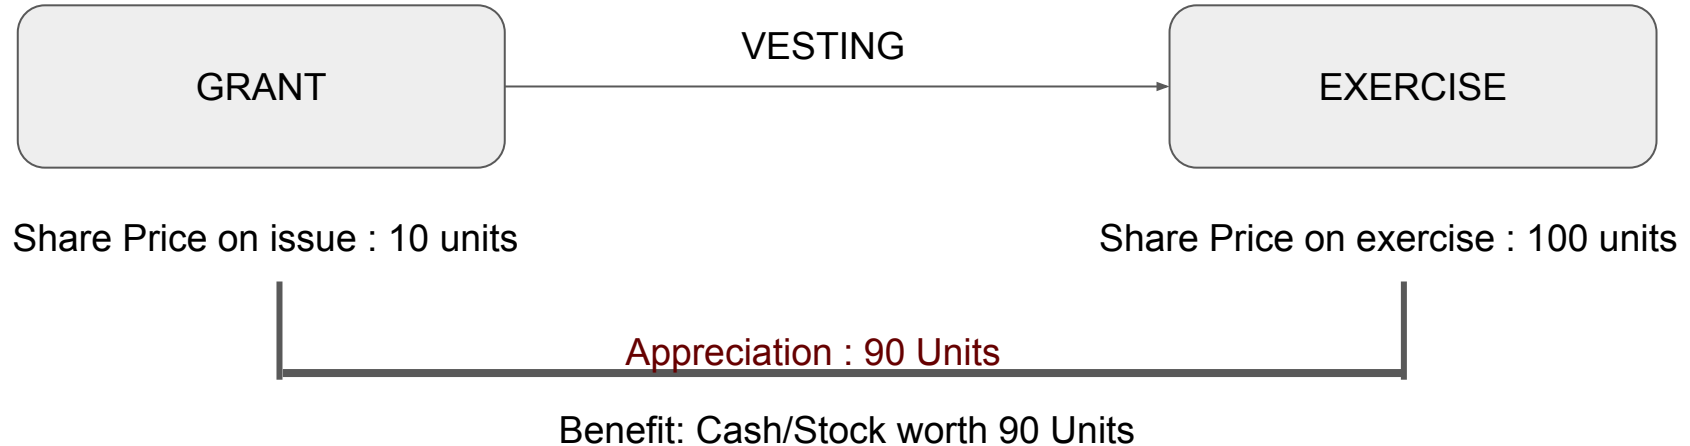 GRANT
VESTING
EXERCISE
Share Price on issue : 10 units
Share Price on exercise : 100 units
Appreciation : 90 Units
Benefit: Cash/Stock worth 90 Units